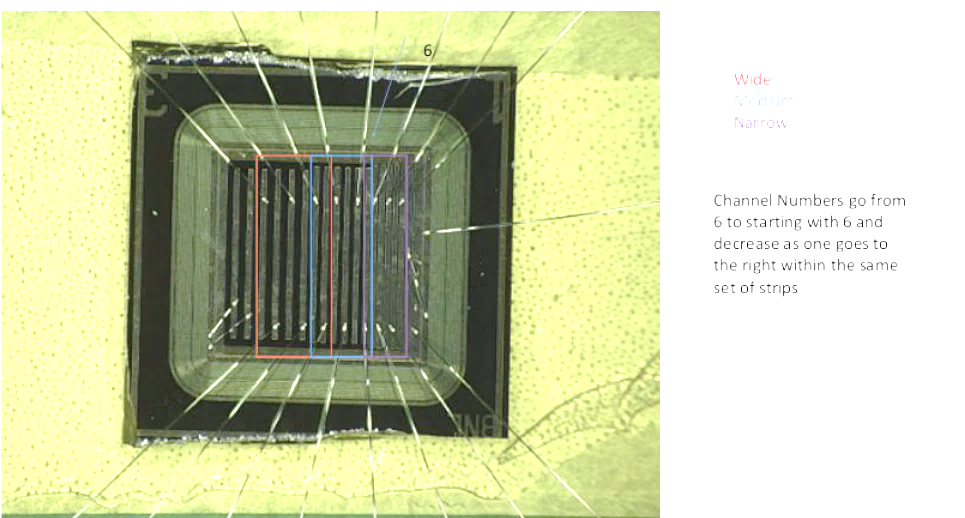 6
Wide
Medium
Narrow
Channel Numbers go from
6 to starting with 6 and
decrease as one goes to
the right within the same
set of strips